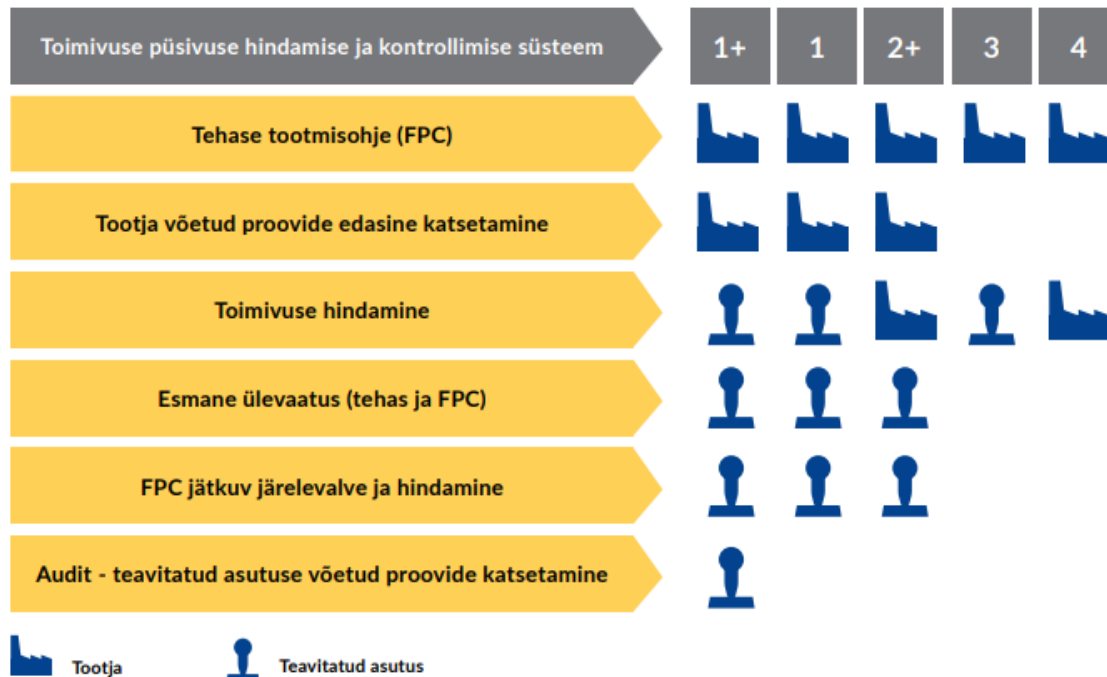 Toimivuse püsivuse hindamise ja kontrollimise süsteem 1+ 1 2+ 3 4
Tehase tootmisohje (FPC)
Tootja võetud proovide edasine katsetamine
Toimivuse hindamine
Esmane ülevaatus (tehas ja FPC)
FPC jätkuv järelevalve ja hindamine
Audit - teavitatud asutuse võetud proovide katsetamine
Tootja Teavitatud asutus